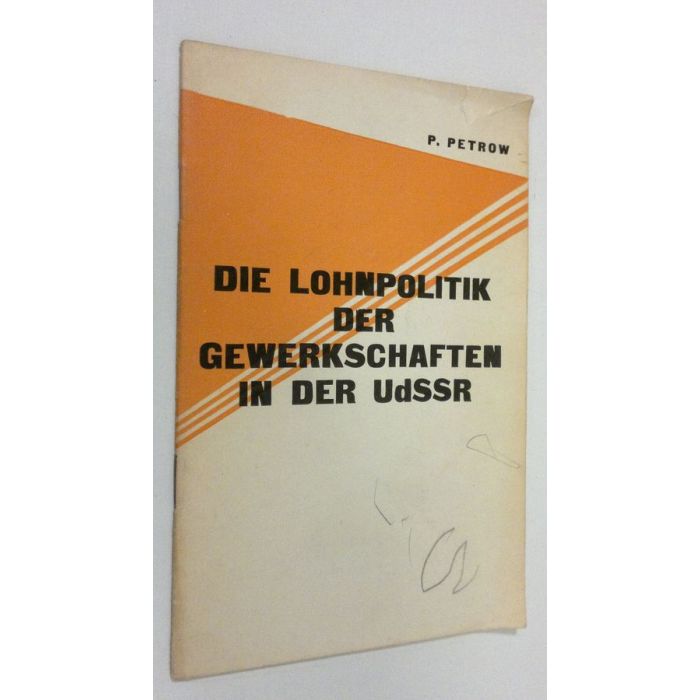 P. PETROW
DIE LOHNPOLITIK
DER
GEWERKSCHAFTEN
IN DER UdSSR